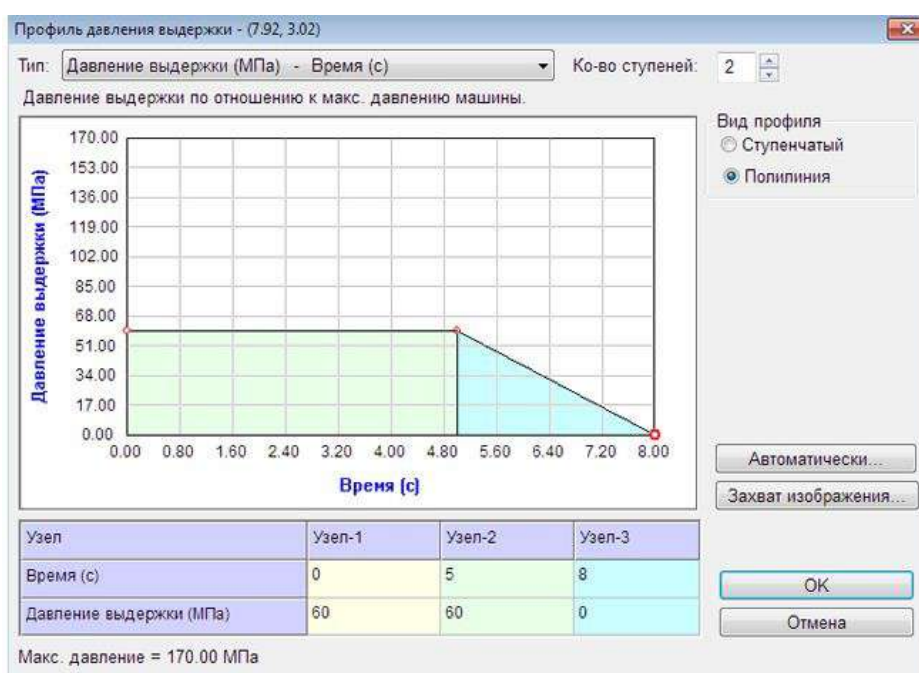 Профиль давления выдержки - (7.92, 3.02)
Тип: Давление выдержки (МПа) - Время (с) Ко-во ступеней: 2
Давление выдержки по отношению к макс. давлению машины.
Вид профиля
Ступенчатый
Полилиния
Давление выдержки (МПа)
170.00
153.00
136.00
119.00
102.00
85.00
68.00
51.00
34.00
17.00
0.00
0.00 0.80 1.60 2.40 3.20 4.00 4.80 5.60 6.40 7.20 8.00
Время (с)
Автоматически...
Захват изображения...
Узел Узел-1 Узел-2 Узел-3
Время (с) 0 5 8
Давление выдержки (МПа) 60 60 0
OK
Отмена
Макс. давление = 170.00 МПа